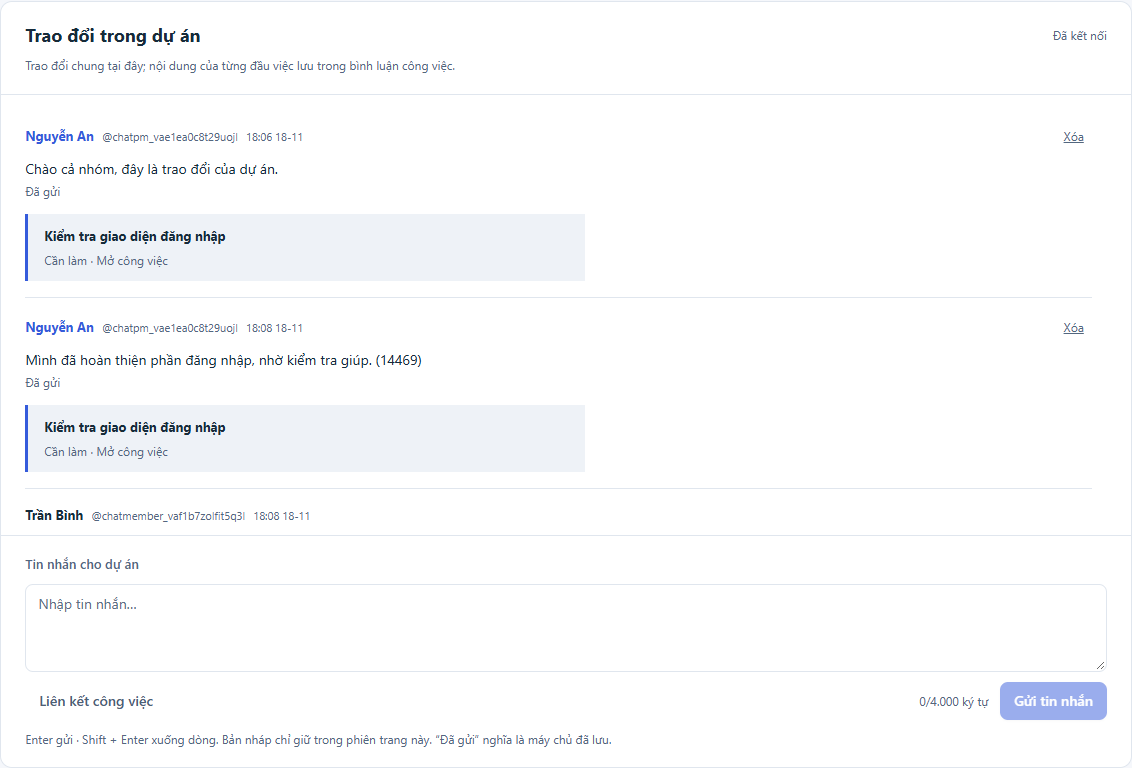 Trao đổi trong dự án
Đã kết nối
Trao đổi chung tại đây; nội dung của từng đầu việc lưu trong bình luận công việc.
Nguyễn An @chatpm_vae1ea0c8t29uojl 18:06 18-11 Xóa
Chào cả nhóm, đây là trao đổi của dự án.
Đã gửi
Kiểm tra giao diện đăng nhập
Cần làm · Mở công việc
Nguyễn An @chatpm_vae1ea0c8t29uojl 18:08 18-11 Xóa
Mình đã hoàn thiện phần đăng nhập, nhờ kiểm tra giúp. (14469)
Đã gửi
Kiểm tra giao diện đăng nhập
Cần làm · Mở công việc
Trần Bình @chatmember_vaf1b7zolfit5q3l 18:08 18-11
Tin nhắn cho dự án
Nhập tin nhắn...
Liên kết công việc
0/4.000 ký tự
Gửi tin nhắn
Enter gửi · Shift + Enter xuống dòng. Bản nháp chỉ giữ trong phiên trang này. “Đã gửi” nghĩa là máy chủ đã lưu.